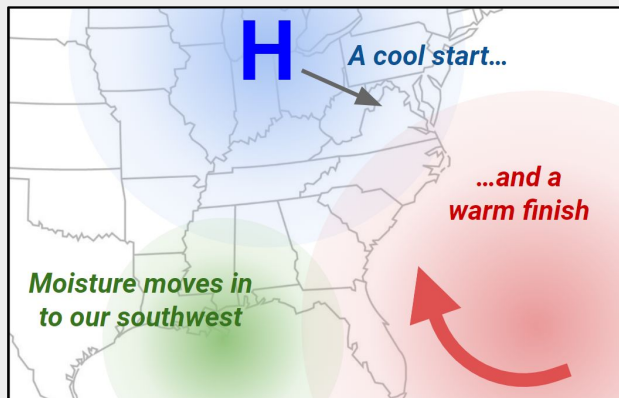 H
A cool start…
…and a
warm finish
Moisture moves in
to our southwest